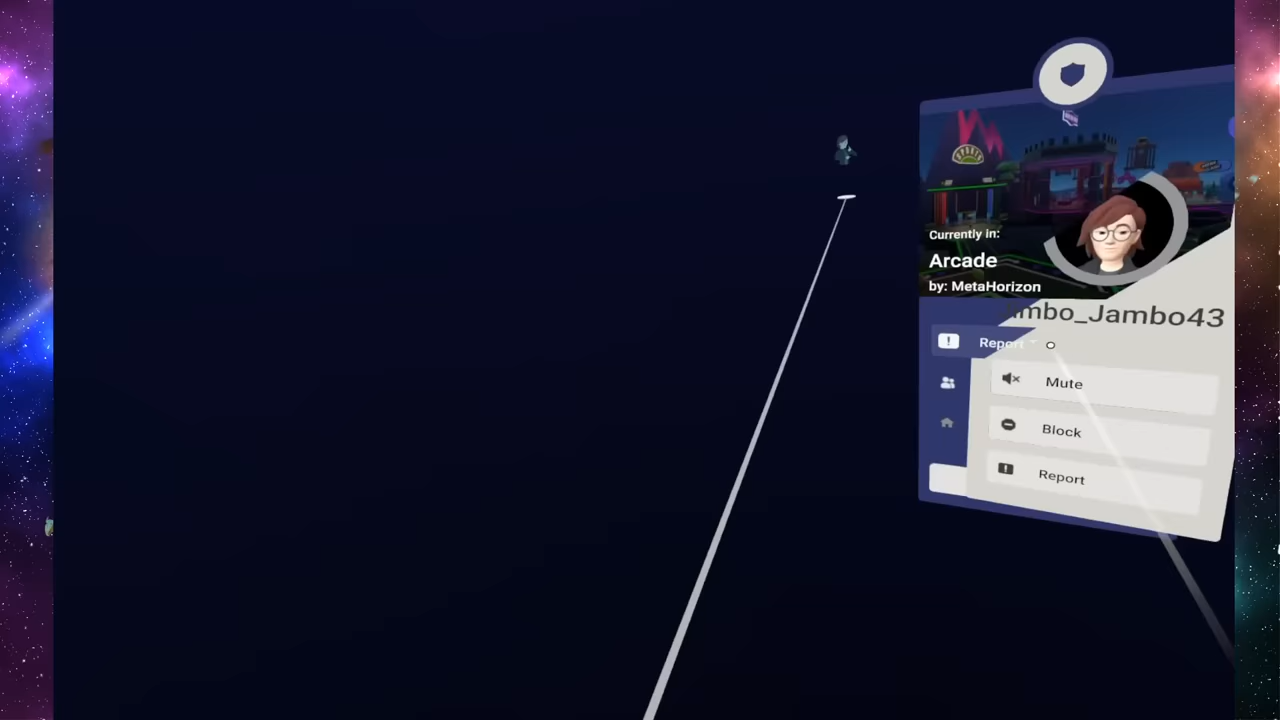 Currently in:
Arcade
by: MetaHorizon
mbo_Jambo43
Report
Mute
Block
Report